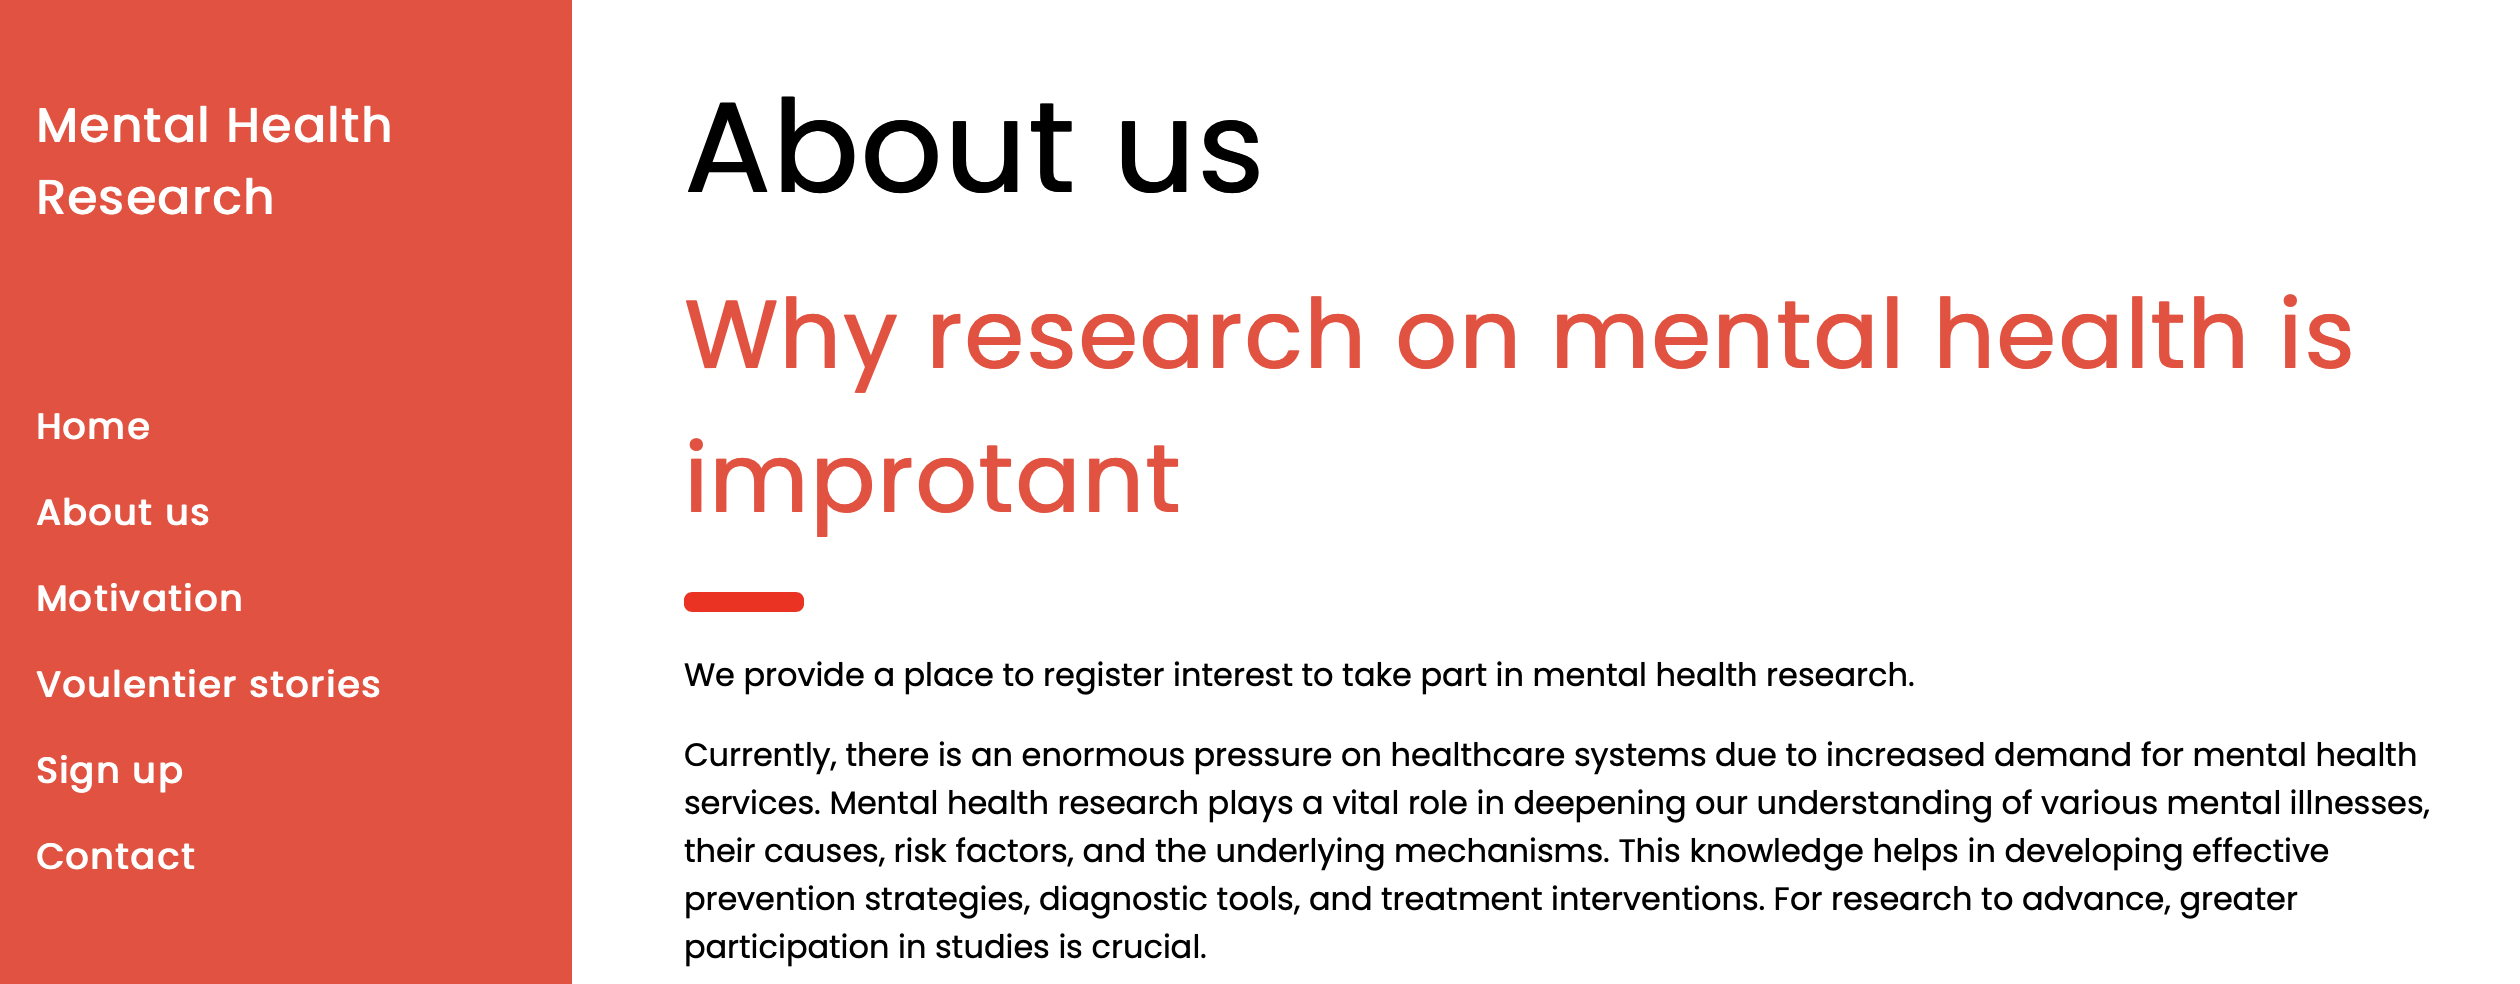 Mental Health
Research
Home
About us
Motivation
Voulentier stories
Sign up
Contact
About us
Why research on mental health is
improtant
We provide a place to register interest to take part in mental health research.
Currently, there is an enormous pressure on healthcare systems due to increased demand for mental health
services. Mental health research plays a vital role in deepening our understanding of various mental illnesses,
their causes, risk factors, and the underlying mechanisms. This knowledge helps in developing effective
prevention strategies, diagnostic tools, and treatment interventions. For research to advance, greater
participation in studies is crucial.